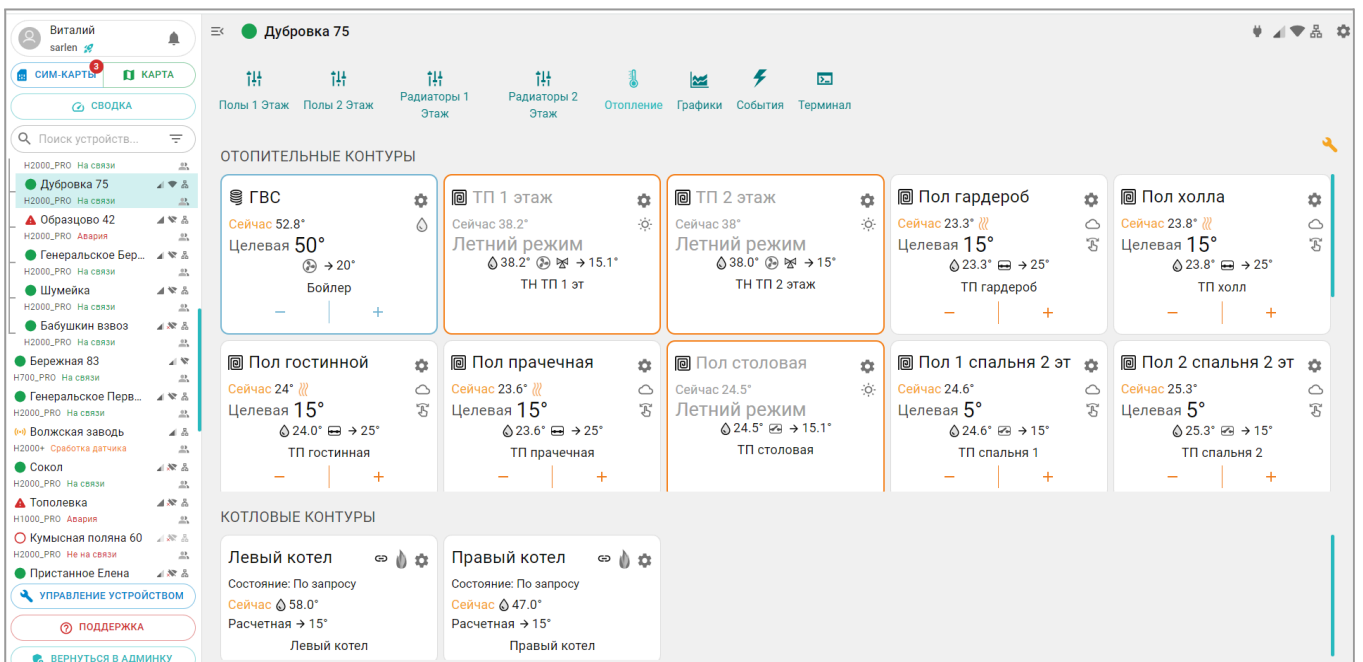 Виталий
sarlen
СИМ-КАРТЫ
3
КАРТА
СВОДКА
Поиск устройств...
H2000_PRO На связи
Дубровка 75
H2000_PRO На связи
Образцово 42
H2000_PRO Авария
Генеральское Бер...
H2000_PRO На связи
Шумейка
H2000_PRO На связи
Бабушкин взвоз
H2000_PRO На связи
Бережная 83
H700_PRO На связи
Генеральское Перв...
H2000_PRO На связи
Волжская заводь
H2000+ Сработка датчика
Сокол
H2000_PRO На связи
Тополевка
H1000_PRO Авария
Кумысная поляна 60
H2000_PRO Не на связи
Пристанное Елена
УПРАВЛЕНИЕ УСТРОЙСТВОМ
ПОДДЕРЖКА
ВЕРНУТЬСЯ В АДМИНКУ
Дубровка 75
Полы 1 Этаж
Полы 2 Этаж
Радиаторы 1
Этаж
Радиаторы 2
Этаж
Отопление
Графики
События
Терминал
ОТОПИТЕЛЬНЫЕ КОНТУРЫ
ГВС
Сейчас 52.8°
Целевая 50°
→ 20°
Бойлер
− +
ТП 1 этаж
Сейчас 38.2°
Летний режим
38.2° → 15.1°
ТН ТП 1 эт
ТП 2 этаж
Сейчас 38°
Летний режим
38.0° → 15°
ТН ТП 2 этаж
Пол гардероб
Сейчас 23.3°
Целевая 15°
23.3° → 25°
ТП гардероб
− +
Пол холла
Сейчас 23.8°
Целевая 15°
23.8° → 25°
ТП холл
− +
Пол гостинной
Сейчас 24°
Целевая 15°
24.0° → 25°
ТП гостинная
− +
Пол прачечная
Сейчас 23.6°
Целевая 15°
23.6° → 25°
ТП прачечная
− +
Пол столовая
Сейчас 24.5°
Летний режим
24.5° → 15.1°
ТП столовая
Пол 1 спальня 2 эт
Сейчас 24.6°
Целевая 5°
24.6° → 15°
ТП спальня 1
− +
Пол 2 спальня 2 эт
Сейчас 25.3°
Целевая 5°
25.3° → 15°
ТП спальня 2
− +
КОТЛОВЫЕ КОНТУРЫ
Левый котел
Состояние: По запросу
Сейчас 58.0°
Расчетная → 15°
Левый котел
Правый котел
Состояние: По запросу
Сейчас 47.0°
Расчетная → 15°
Правый котел